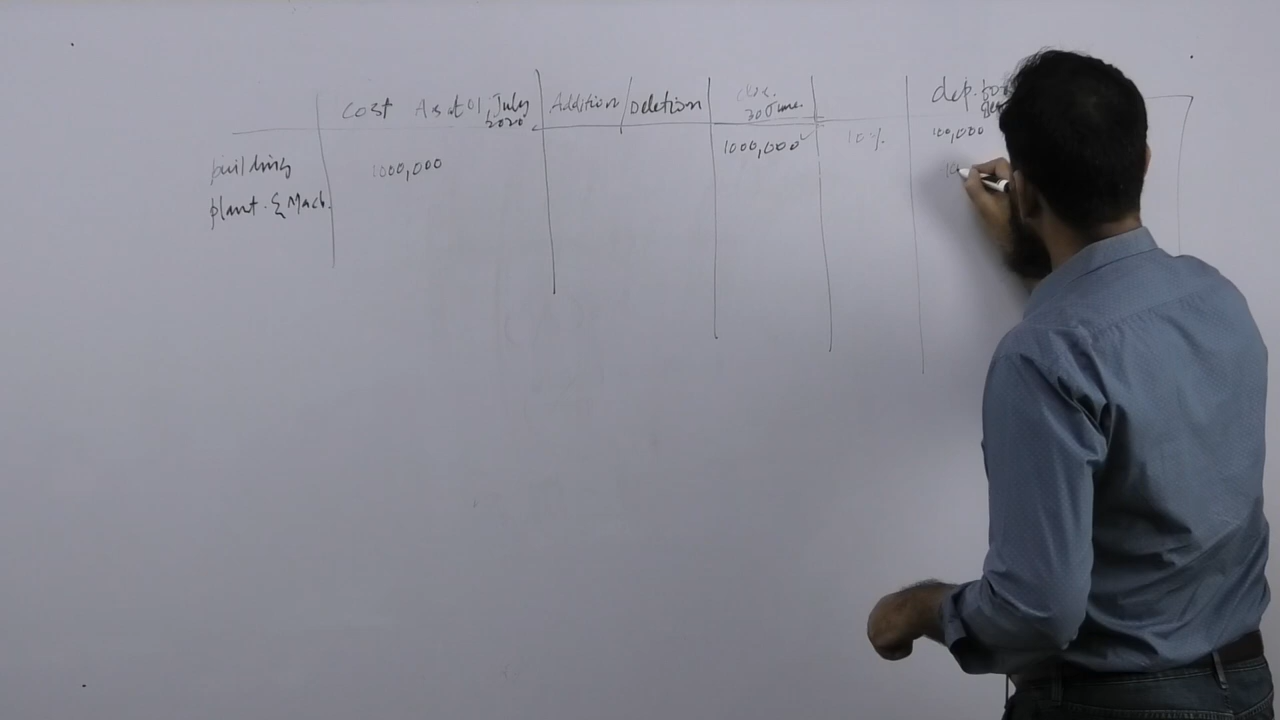 cost As at 01, July 2020 Addition/Deletion 30 June. dep. for
1000,000 10% 100,000
building 1000,000
plant. & Mach.